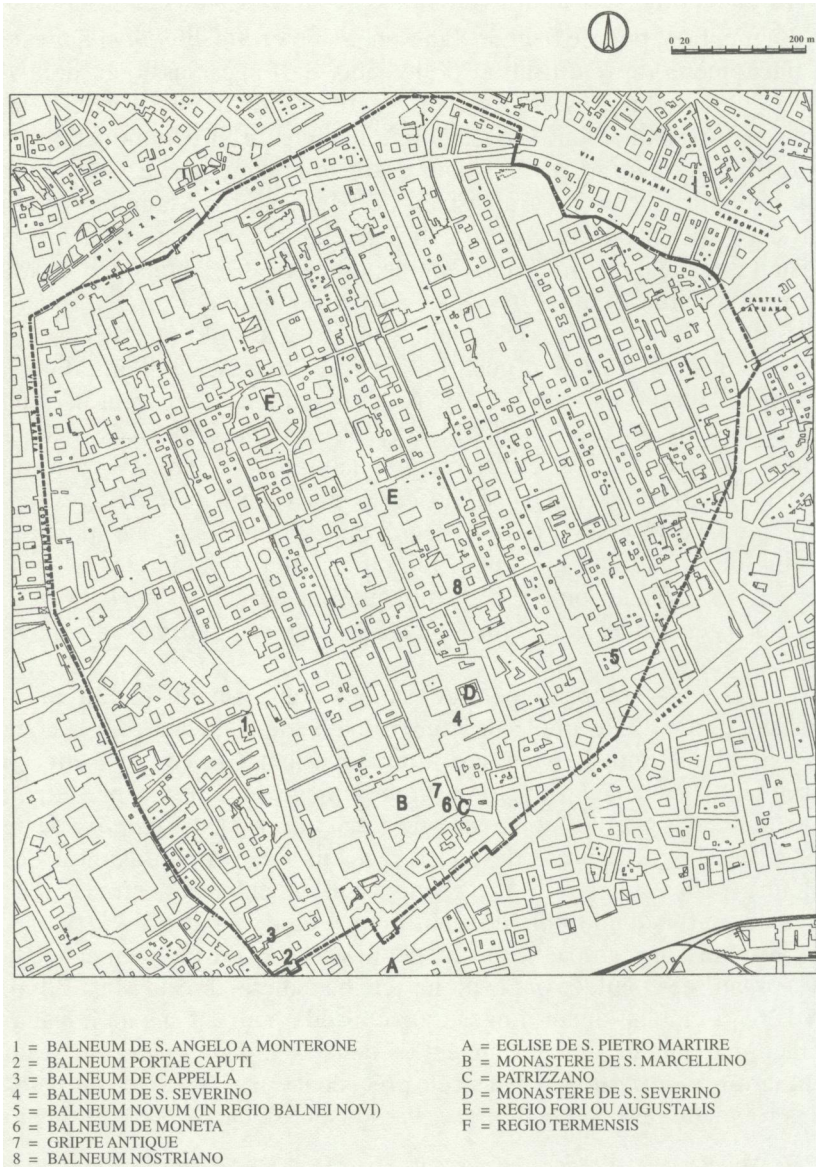 0 20 200 m
VIA S.GIOVANNI A CARBONARA
PIAZZA CAVOUR
CASTEL CAPUANO
F
E
8
5
D
4
UMBERTO
CORSO
1
7
B
6 C
3
2
A
1 = BALNEUM DE S. ANGELO A MONTERONE
2 = BALNEUM PORTAE CAPUTI
3 = BALNEUM DE CAPPELLA
4 = BALNEUM DE S. SEVERINO
5 = BALNEUM NOVUM (IN REGIO BALNEI NOVI)
6 = BALNEUM DE MONETA
7 = GRIPTE ANTIQUE
8 = BALNEUM NOSTRIANO
A = EGLISE DE S. PIETRO MARTIRE
B = MONASTERE DE S. MARCELLINO
C = PATRIZZANO
D = MONASTERE DE S. SEVERINO
E = REGIO FORI OU AUGUSTALIS
F = REGIO TERMENSIS